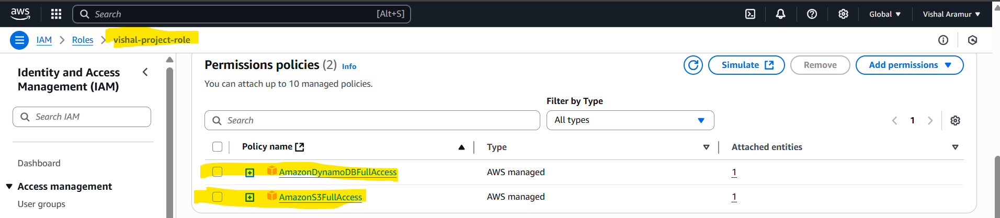 aws
Search [Alt+S]
Global Vishal Aramur
IAM Roles vishal-project-role
Identity and Access Management (IAM)
Search IAM
Dashboard
Access management
User groups
Permissions policies (2) Info
Simulate Remove Add permissions
You can attach up to 10 managed policies.
Filter by Type
Search All types 1
Policy name Type Attached entities
AmazonDynamoDBFullAccess AWS managed 1
AmazonS3FullAccess AWS managed 1